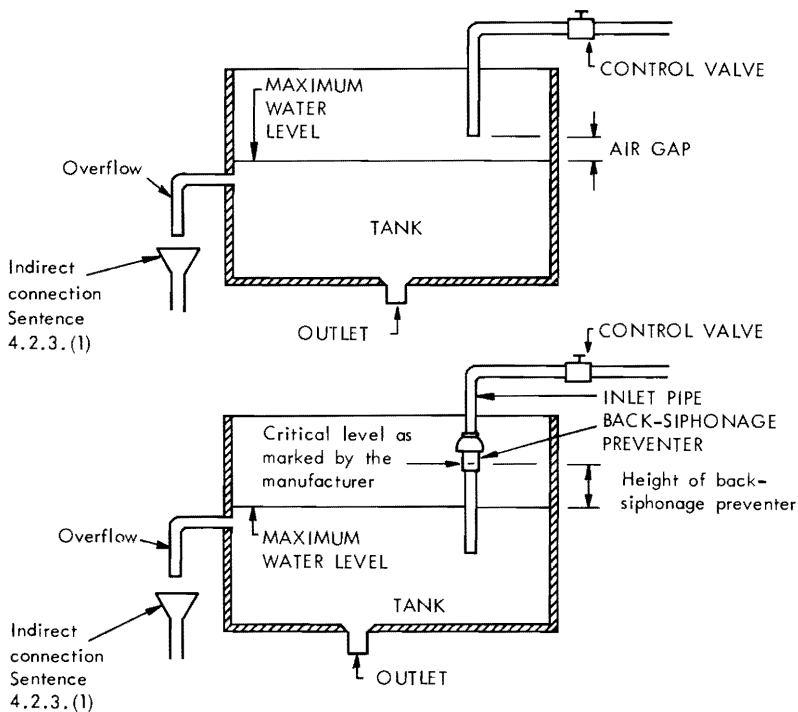 CONTROL VALVE
MAXIMUM
WATER
LEVEL
AIR GAP
Overflow
TANK
Indirect
connection
Sentence
4.2.3.(1)
OUTLET
CONTROL VALVE
INLET PIPE
BACK-SIPHONAGE
PREVENTER
Critical level as
marked by the
manufacturer
Height of back-
siphonage preventer
Overflow
MAXIMUM
WATER LEVEL
TANK
Indirect
connection
Sentence
4.2.3.(1)
OUTLET